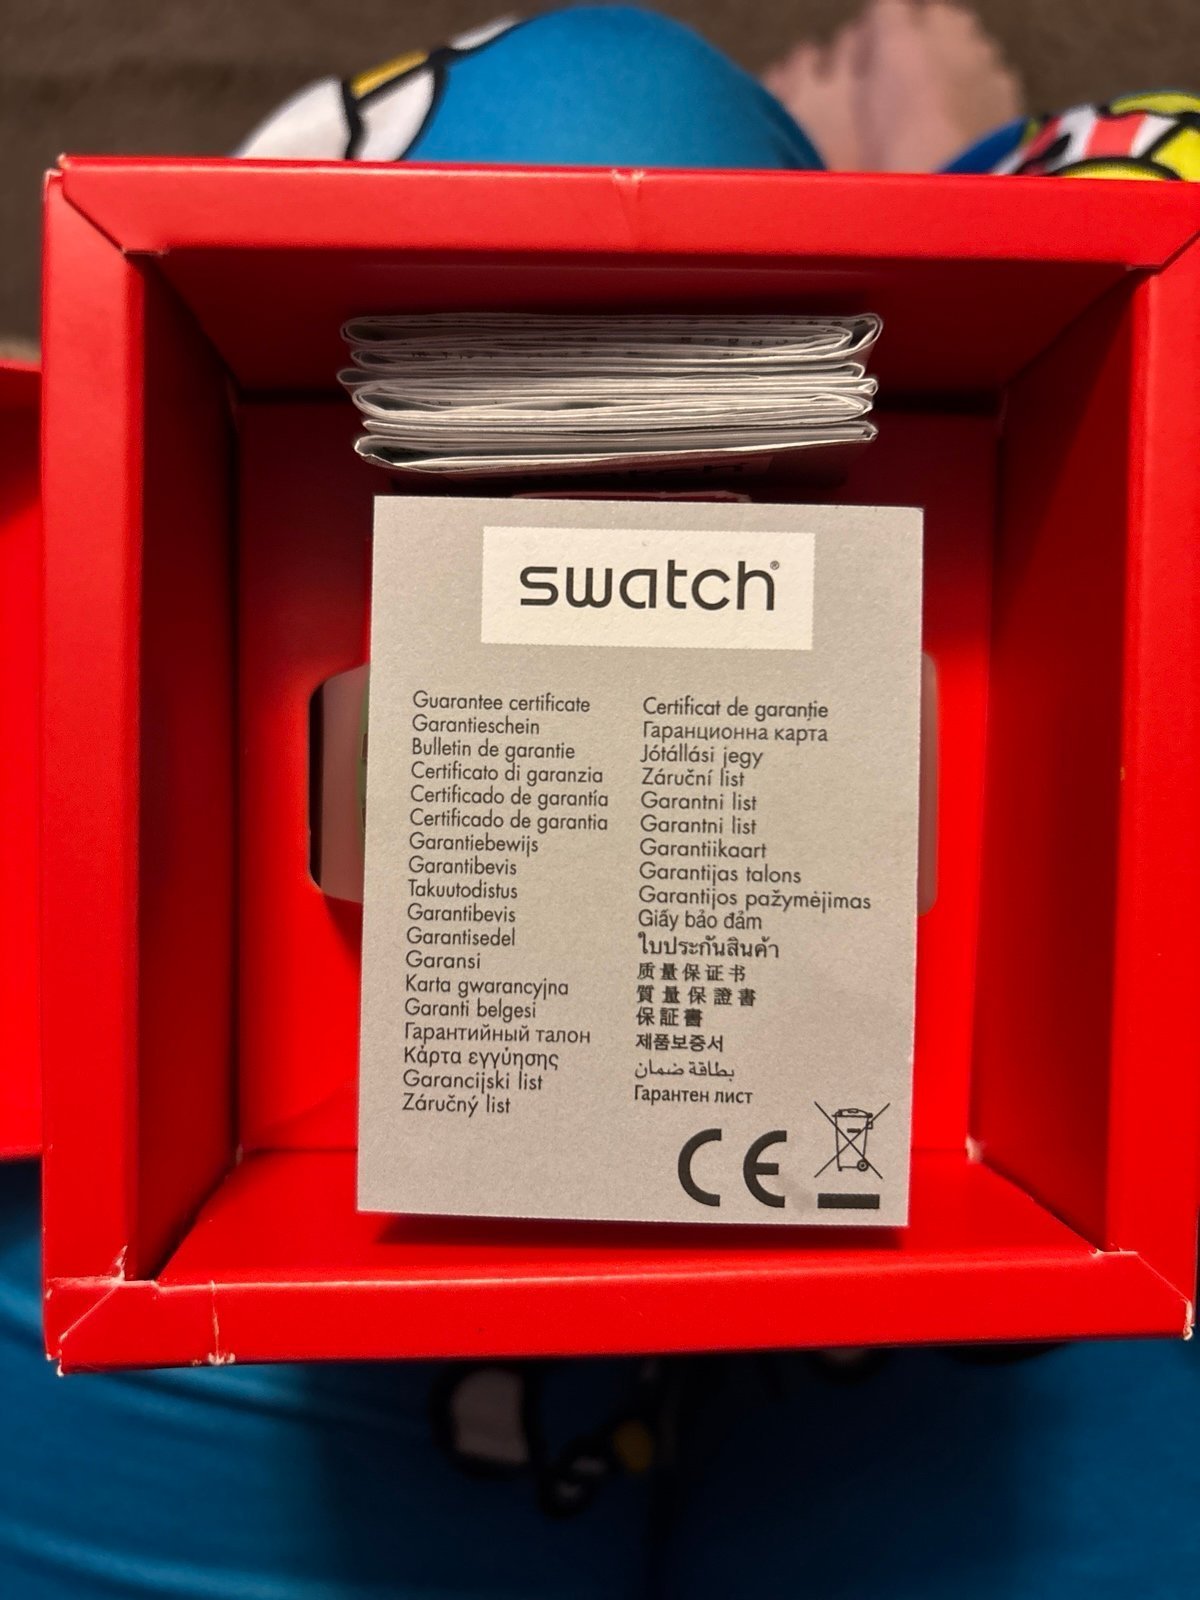 swatch®
Guarantee certificate
Garantieschein
Bulletin de garantie
Certificato di garanzia
Certificado de garantía
Certificado de garantia
Garantiebewijs
Garantibevis
Takuutodistus
Garantibevis
Garantisedel
Garansi
Karta gwarancyjna
Garanti belgesi
Гарантийный талон
Κάρτα εγγύησης
Garancijski list
Záručný list
Certificat de garanție
Гаранционна карта
Jótállási jegy
Záruční list
Garantni list
Garantni list
Garantiikaart
Garantijas talons
Garantijos pažymėjimas
Giấy bảo đảm
ใบประกันสินค้า
质量保证书
質量保證書
保証書
제품보증서
بطاقة ضمان
Гарантен лист
CE